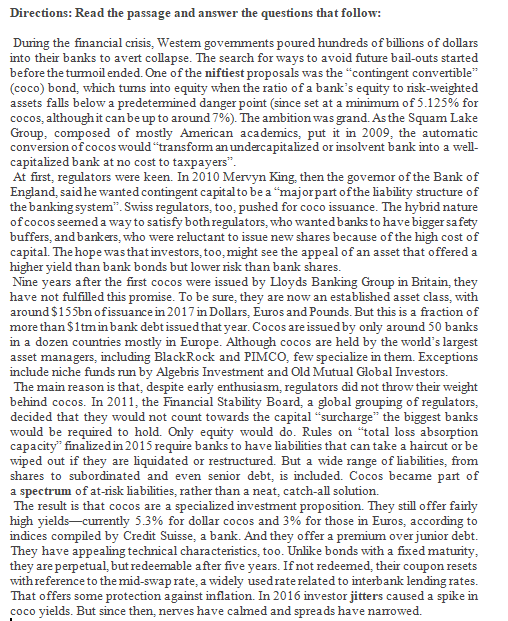 Directions: Read the passage and answer the questions that follow:
During the financial crisis, Western governments poured hundreds of billions of dollars
into their banks to avert collapse. The search for ways to avoid future bail-outs started
before the turmoil ended. One of the niftiest proposals was the “contingent convertible”
(coco) bond, which turns into equity when the ratio of a bank’s equity to risk-weighted
assets falls below a predetermined danger point (since set at a minimum of 5.125% for
cocos, although it can be up to around 7%). The ambition was grand. As the Squam Lake
Group, composed of mostly American academics, put it in 2009, the automatic
conversion of cocos would “transform an undercapitalized or insolvent bank into a well-
capitalized bank at no cost to taxpayers”.
At first, regulators were keen. In 2010 Mervyn King, then the governor of the Bank of
England, said he wanted contingent capital to be a “major part of the liability structure of
the banking system”. Swiss regulators, too, pushed for coco issuance. The hybrid nature
of cocos seemed a way to satisfy both regulators, who wanted banks to have bigger safety
buffers, and bankers, who were reluctant to issue new shares because of the high cost of
capital. The hope was that investors, too, might see the appeal of an asset that offered a
higher yield than bank bonds but lower risk than bank shares.
Nine years after the first cocos were issued by Lloyds Banking Group in Britain, they
have not fulfilled this promise. To be sure, they are now an established asset class, with
around $155bn of issuance in 2017 in Dollars, Euros and Pounds. But this is a fraction of
more than $1trn in bank debt issued that year. Cocos are issued by only around 50 banks
in a dozen countries mostly in Europe. Although cocos are held by the world’s largest
asset managers, including BlackRock and PIMCO, few specialize in them. Exceptions
include niche funds run by Algebris Investment and Old Mutual Global Investors.
The main reason is that, despite early enthusiasm, regulators did not throw their weight
behind cocos. In 2011, the Financial Stability Board, a global grouping of regulators,
decided that they would not count towards the capital “surcharge” the biggest banks
would be required to hold. Only equity would do. Rules on “total loss absorption
capacity” finalized in 2015 require banks to have liabilities that can take a haircut or be
wiped out if they are liquidated or restructured. But a wide range of liabilities, from
shares to subordinated and even senior debt, is included. Cocos became part of
a spectrum of at-risk liabilities, rather than a neat, catch-all solution.
The result is that cocos are a specialized investment proposition. They still offer fairly
high yields—currently 5.3% for dollar cocos and 3% for those in Euros, according to
indices compiled by Credit Suisse, a bank. And they offer a premium over junior debt.
They have appealing technical characteristics, too. Unlike bonds with a fixed maturity,
they are perpetual, but redeemable after five years. If not redeemed, their coupon resets
with reference to the mid-swap rate, a widely used rate related to interbank lending rates.
That offers some protection against inflation. In 2016 investor jitters caused a spike in
coco yields. But since then, nerves have calmed and spreads have narrowed.